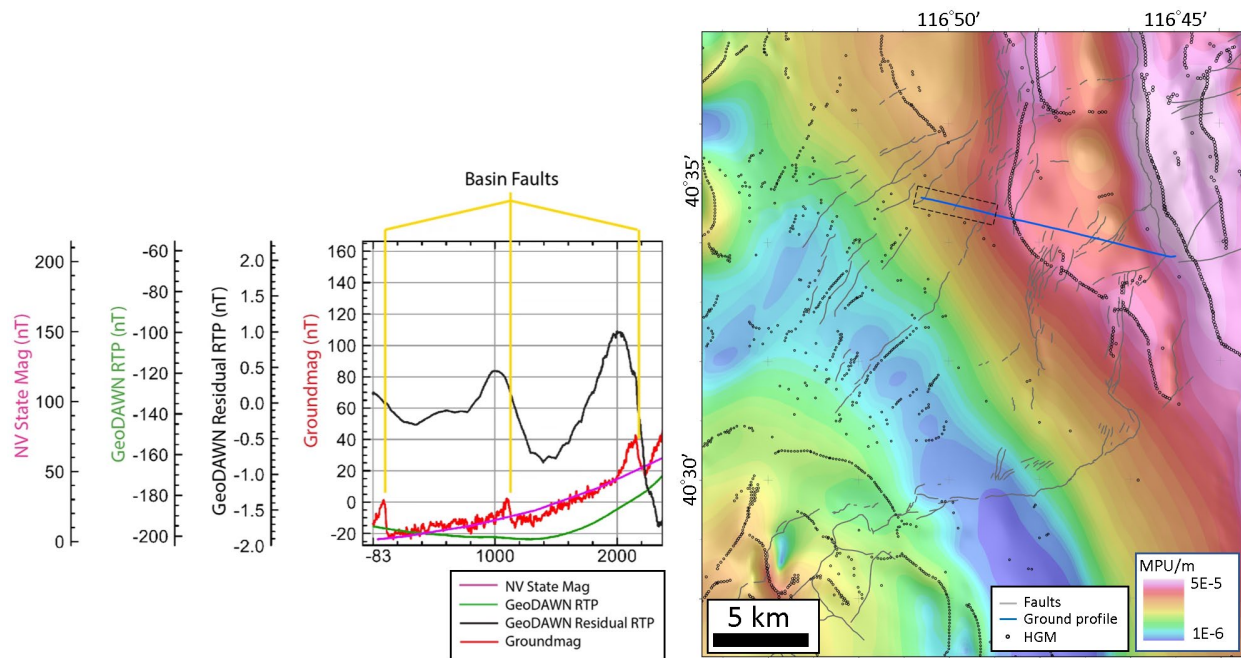 Basin Faults
NV State Mag (nT)
200
150
100
50
0
GeoDAWN RTP (nT)
-60
-80
-100
-120
-140
-160
-180
-200
GeoDAWN Residual RTP (nT)
2.0
1.5
1.0
0.5
0.0
-0.5
-1.0
-1.5
-2.0
Groundmag (nT)
160
140
120
100
80
60
40
20
0
-20
-83
1000
2000
NV State Mag
GeoDAWN RTP
GeoDAWN Residual RTP
Groundmag
116°50'
116°45'
40°35'
40°30'
5 km
Faults
Ground profile
HGM
MPU/m
5E-5
1E-6